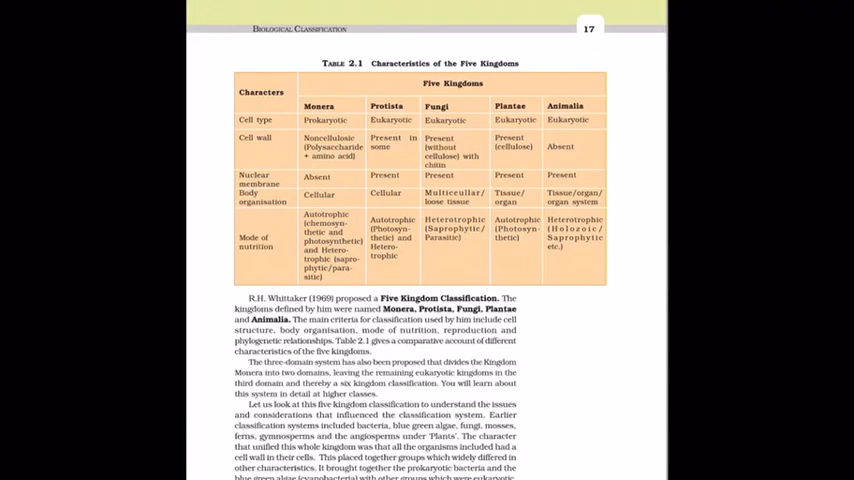 BIOLOGICAL CLASSIFICATION
17
TABLE 2.1 Characteristics of the Five Kingdoms
Five Kingdoms
Characters
Monera Protista Fungi Plantae Animalia
Cell type Prokaryotic Eukaryotic Eukaryotic Eukaryotic Eukaryotic
Cell wall Noncellulosic Present in Present Present Absent
(Polysaccharide some (without (cellulose)
+ amino acid) cellulose) with
chitin
Nuclear Absent Present Present Present Present
membrane
Body Cellular Cellular Multiceullar/ Tissue/ Tissue/organ/
organisation loose tissue organ organ system
Mode of Autotrophic Autotrophic Heterotrophic Autotrophic Heterotrophic
nutrition (chemosyn- (Photosyn- (Saprophytic/ (Photosyn- (Holozoic/
thetic and thetic) and Parasitic) thetic) Saprophytic
photosynthetic) Hetero- etc.)
and Hetero- trophic
trophic (sapro-
phytic/para-
sitic)
R.H. Whittaker (1969) proposed a Five Kingdom Classification. The
kingdoms defined by him were named Monera, Protista, Fungi, Plantae
and Animalia. The main criteria for classification used by him include cell
structure, body organisation, mode of nutrition, reproduction and
phylogenetic relationships. Table 2.1 gives a comparative account of different
characteristics of the five kingdoms.
The three-domain system has also been proposed that divides the Kingdom
Monera into two domains, leaving the remaining eukaryotic kingdoms in the
third domain and thereby a six kingdom classification. You will learn about
this system in detail at higher classes.
Let us look at this five kingdom classification to understand the issues
and considerations that influenced the classification system. Earlier
classification systems included bacteria, blue green algae, fungi, mosses,
ferns, gymnosperms and the angiosperms under 'Plants'. The character
that unified this whole kingdom was that all the organisms included had a
cell wall in their cells. This placed together groups which widely differed in
other characteristics. It brought together the prokaryotic bacteria and the
blue green algae (cyanobacteria) with other groups which were eukaryotic.